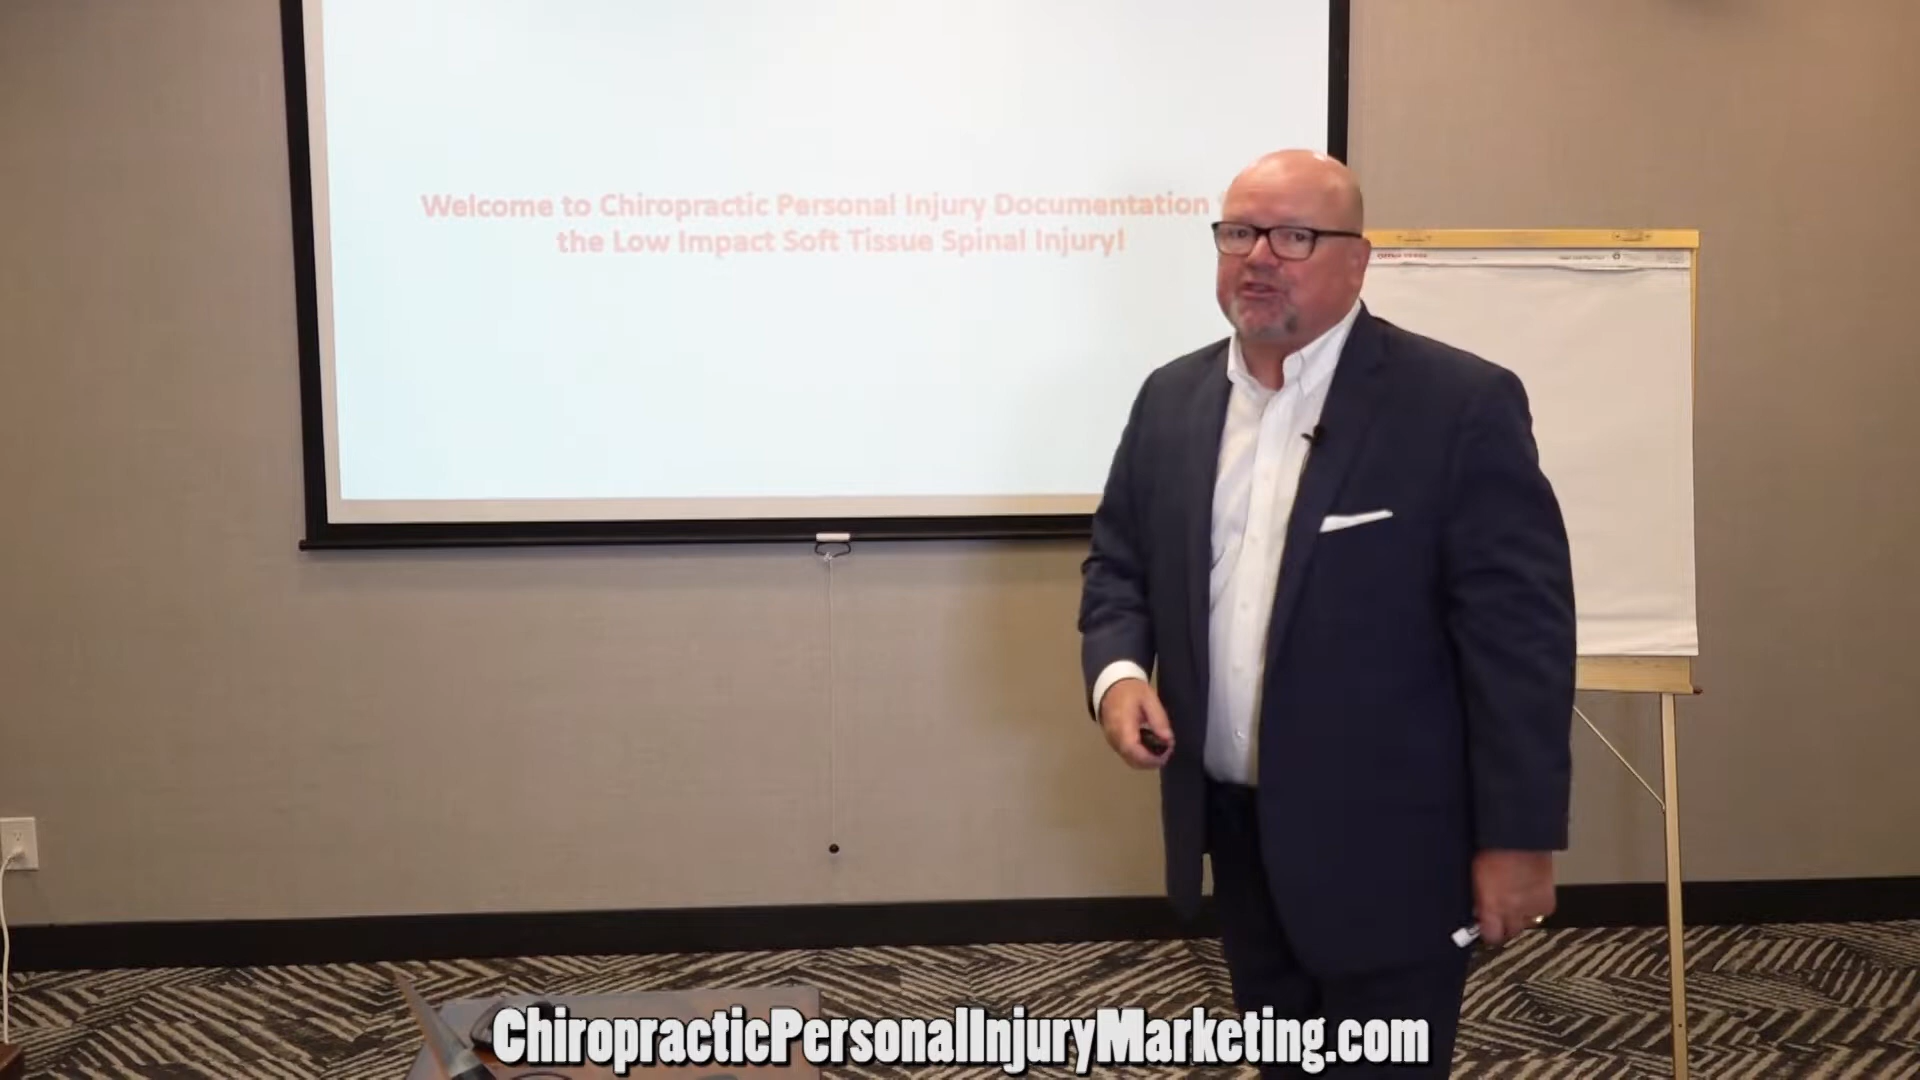 Welcome to Chiropractic Personal Injury Documentation
the Low Impact Soft Tissue Spinal Injury!
ChiropracticPersonalInjuryMarketing.com